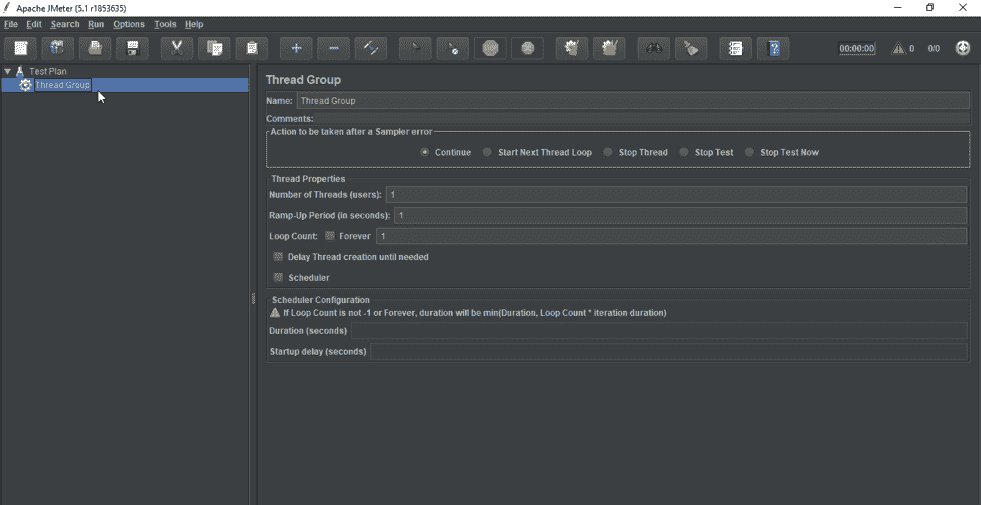 Apache JMeter (5.1 r1853635)
File Edit Search Run Options Tools Help
00:00:00 0 0/0
Test Plan
Thread Group
Thread Group
Name: Thread Group
Comments:
Action to be taken after a Sampler error
Continue Start Next Thread Loop Stop Thread Stop Test Stop Test Now
Thread Properties
Number of Threads (users): 1
Ramp-Up Period (in seconds): 1
Loop Count: Forever 1
Delay Thread creation until needed
Scheduler
Scheduler Configuration
If Loop Count is not -1 or Forever, duration will be min(Duration, Loop Count * iteration duration)
Duration (seconds)
Startup delay (seconds)